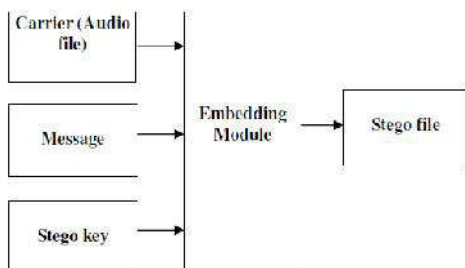 Carrier (Audio
file)
Message
Stego key
Embedding
Module
Stego file